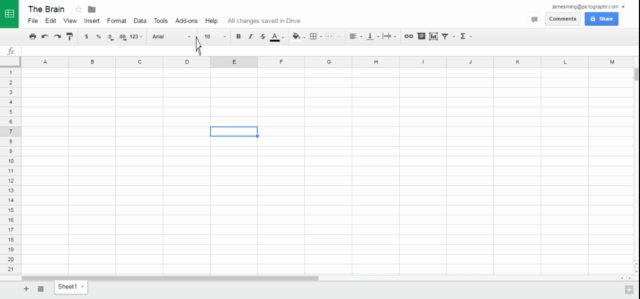 The Brain
jamesming@pictographr.com
File Edit View Insert Format Data Tools Add-ons Help All changes saved in Drive
Comments Share
$ % .0 .00 123 Arial 10 B I S A Σ
fx
A B C D E F G H I J K L M
1
2
3
4
5
6
7
8
9
10
11
12
13
14
15
16
17
18
19
20
21
+ Sheet1